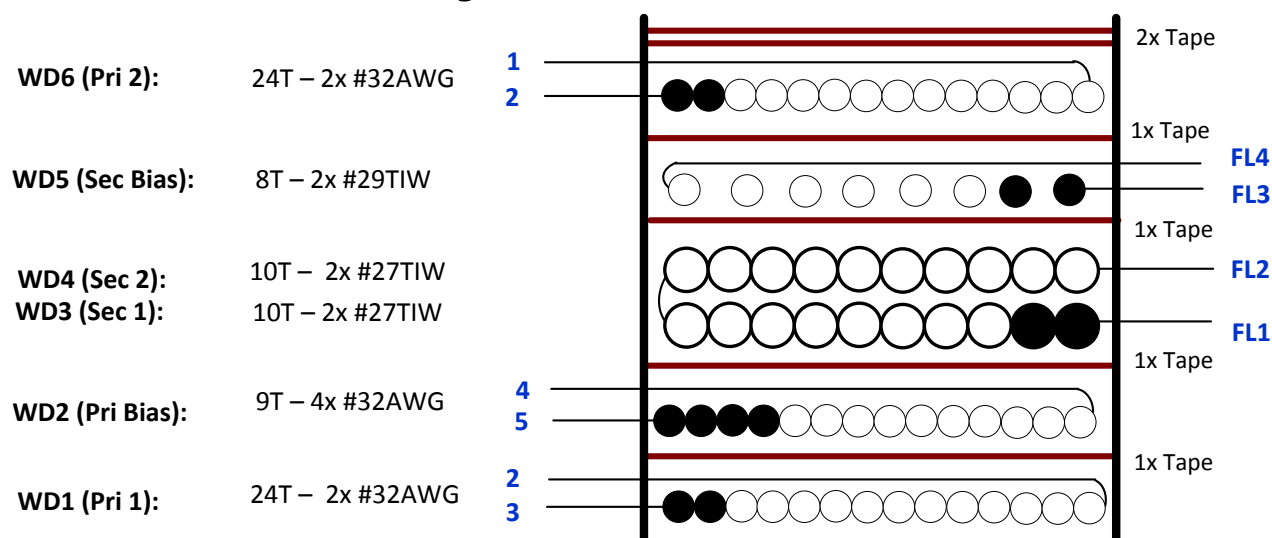 2x Tape
WD6 (Pri 2): 24T – 2x #32AWG 1
2
1x Tape
FL4
WD5 (Sec Bias): 8T – 2x #29TIW FL3
1x Tape
WD4 (Sec 2): 10T – 2x #27TIW FL2
WD3 (Sec 1): 10T – 2x #27TIW FL1
1x Tape
WD2 (Pri Bias): 9T – 4x #32AWG 4
5
1x Tape
WD1 (Pri 1): 24T – 2x #32AWG 2
3